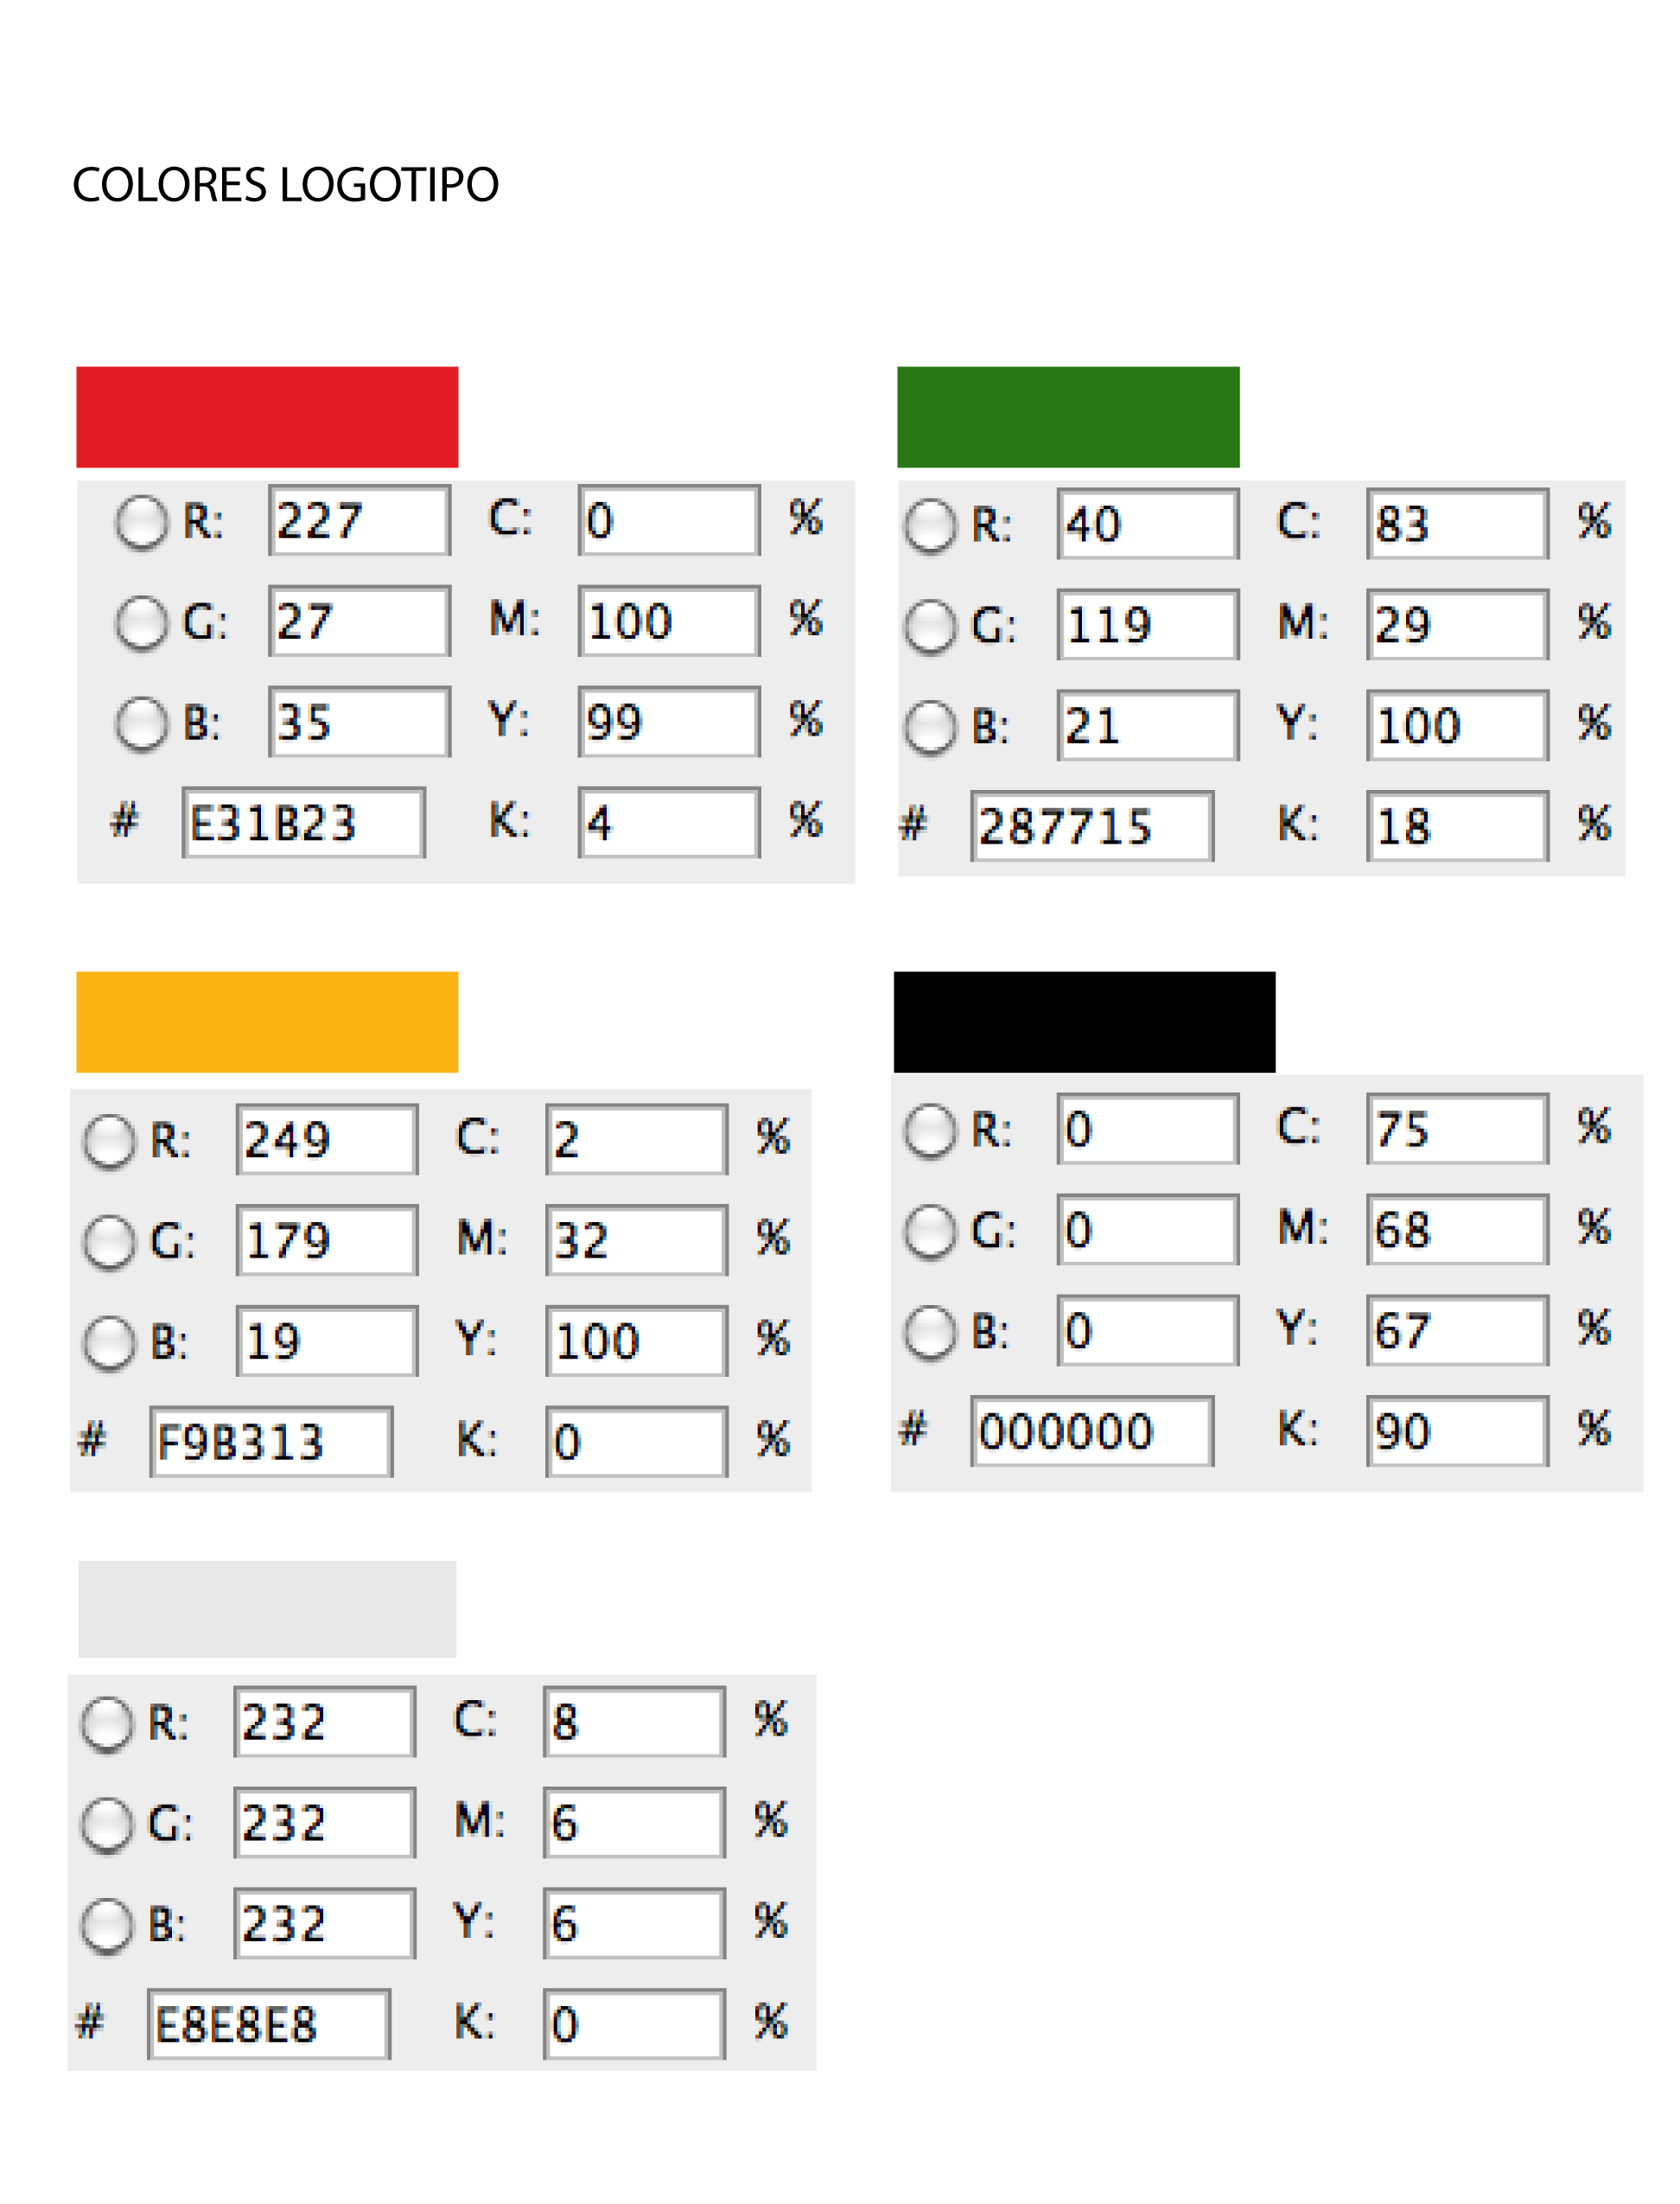 COLORES LOGOTIPO
R: 227 C: 0 %
G: 27 M: 100 %
B: 35 Y: 99 %
# E31B23 K: 4 %
R: 40 C: 83 %
G: 119 M: 29 %
B: 21 Y: 100 %
# 287715 K: 18 %
R: 249 C: 2 %
G: 179 M: 32 %
B: 19 Y: 100 %
# F9B313 K: 0 %
R: 0 C: 75 %
G: 0 M: 68 %
B: 0 Y: 67 %
# 000000 K: 90 %
R: 232 C: 8 %
G: 232 M: 6 %
B: 232 Y: 6 %
# E8E8E8 K: 0 %